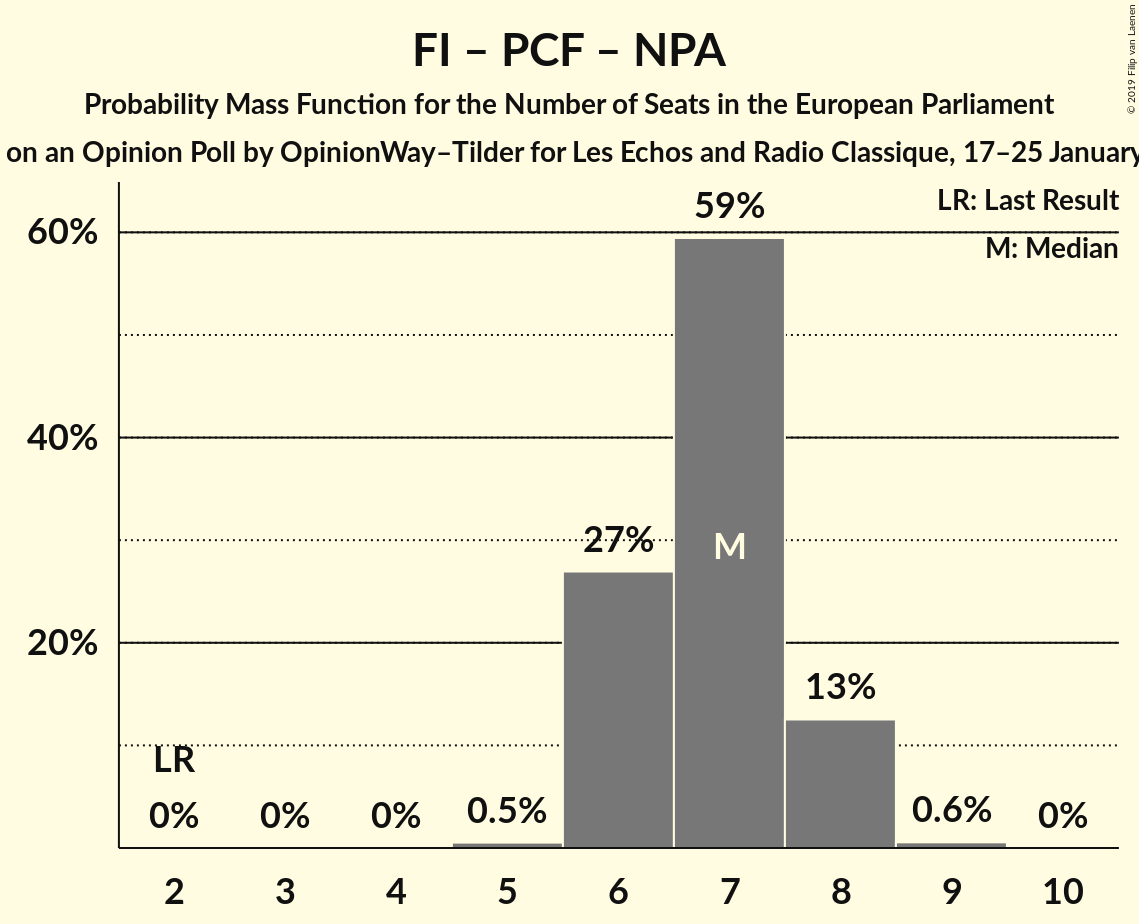 FI – PCF – NPA
Probability Mass Function for the Number of Seats in the European Parliament
on an Opinion Poll by OpinionWay–Tilder for Les Echos and Radio Classique, 17–25 January
© 2019 Filip van Laenen
LR: Last Result
M: Median
60%
40%
20%
59%
27%
M
13%
LR
0%
0%
0%
0.5%
0.6%
0%
2
3
4
5
6
7
8
9
10